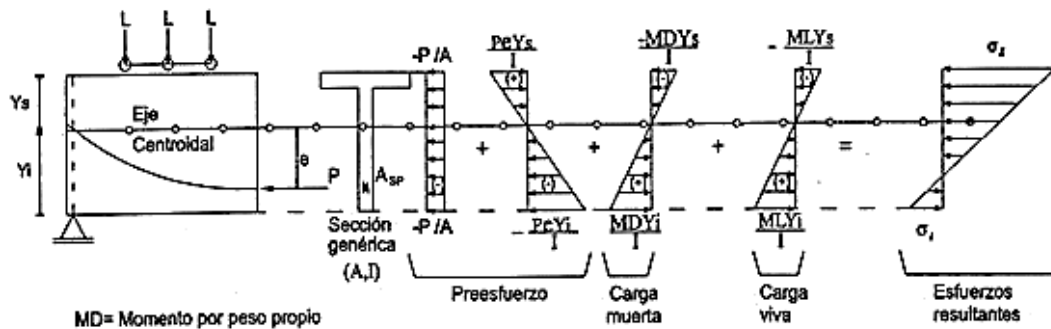 L L L
Ys
Yi
Eje
Centroidal
e
P
A_SP
Sección
genérica
(A,I)
-P/A
(-)
-P/A
+
PeYs/I
(+)
(-)
-PeYi/I
+
-MDYs/I
(-)
(+)
MDYi/I
+
-MLYs/I
(-)
(+)
MLYi/I
=
σs
σi
Preesfuerzo
Carga
muerta
Carga
viva
Esfuerzos
resultantes
MD= Momento por peso propio